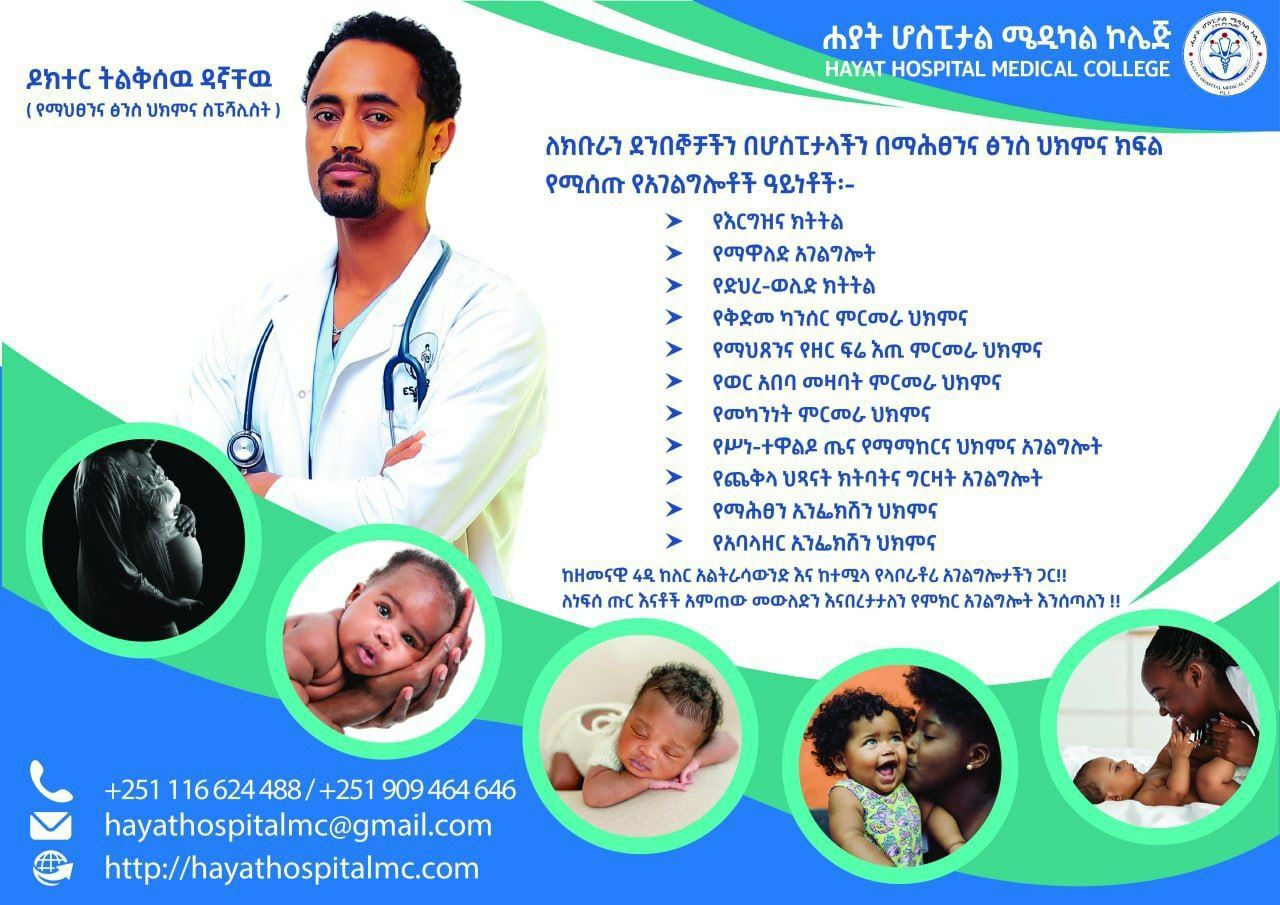 ሐያት ሆስፒታል ሜዲካል ኮሌጅ
HAYAT HOSPITAL MEDICAL COLLEGE
ዶክተር ትልቅሰዉ ዳኛቸዉ
( የማህፀንና ፅንስ ህክምና ስፔሻሊስት )
ለክቡራን ደንበኞቻችን በሆስፒታላችን በማሕፀንና ፅንስ ህክምና ክፍል
የሚሰጡ የአገልግሎቶች ዓይነቶች፡-
➤ የእርግዝና ክትትል
➤ የማዋለድ አገልግሎት
➤ የድህረ-ወሊድ ክትትል
➤ የቅድመ ካንሰር ምርመራ ህክምና
➤ የማህጸንና የዘር ፍሬ እጢ ምርመራ ህክምና
➤ የወር አበባ መዛባት ምርመራ ህክምና
➤ የመካንነት ምርመራ ህክምና
➤ የሥነ-ተዋልዶ ጤና የማማከርና ህክምና አገልግሎት
➤ የጨቅላ ህጻናት ክትባትና ግርዛት አገልግሎት
➤ የማሕፀን ኢንፌክሽን ህክምና
➤ የአባላዘር ኢንፌክሽን ህክምና
ከዘመናዊ 4ዲ ከለር አልትራሳውንድ እና ከተሟላ የላቦራቶሪ አገልግሎታችን ጋር!!
ለነፍሰ ጡር እናቶች አምጠው መውለድን እናበረታታለን የምክር አገልግሎት እንሰጣለን !!
+251 116 624 488 / +251 909 464 646
hayathospitalmc@gmail.com
http://hayathospitalmc.com